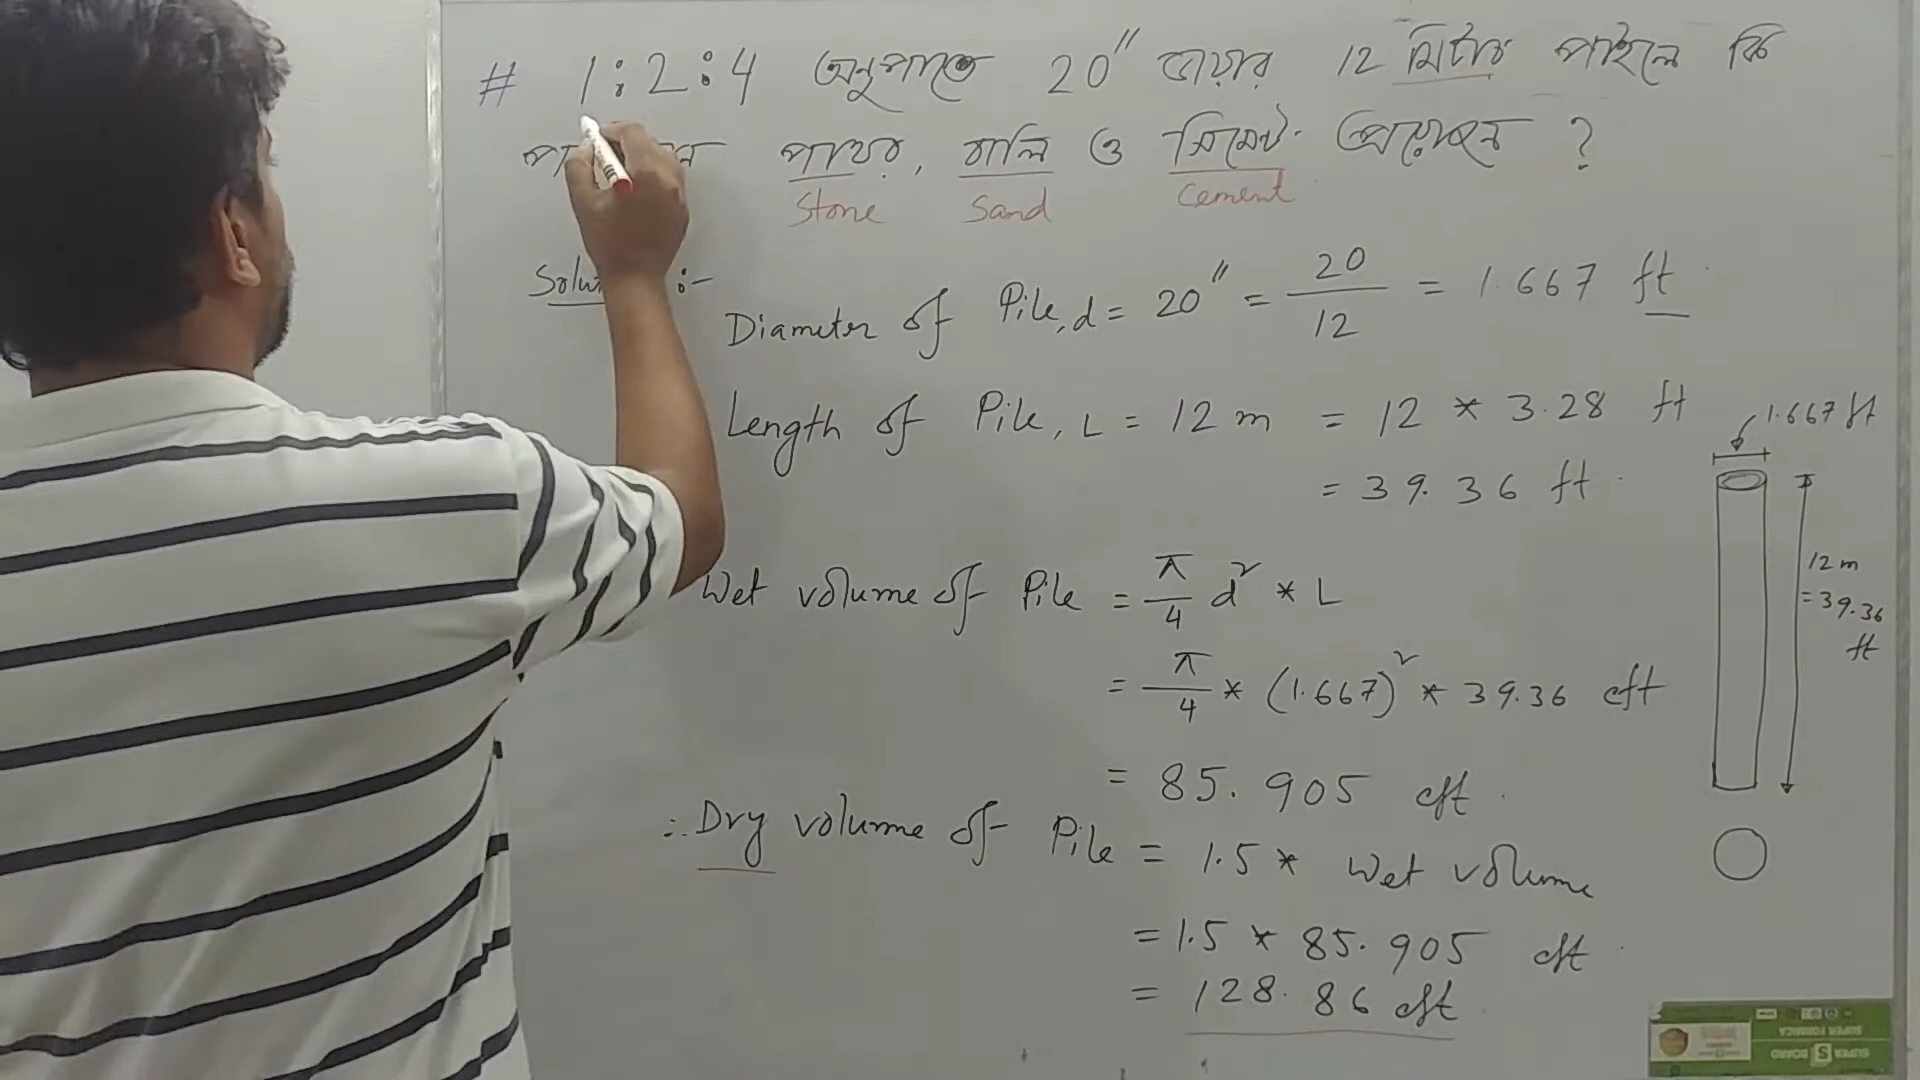 # 1:2:4 অনুপাতে 20" ডায়ার 12 মিটার পাইলে কি
পাথর, বালি ও সিমেন্ট প্রয়োজন ?
Stone Sand Cement
:-
Diameter of Pile, d = 20" = 20/12 = 1.667 ft
Length of Pile, L = 12 m = 12 * 3.28 ft
= 39.36 ft
1.667 ft
12 m
= 39.36
ft
Wet volume of Pile = π/4 d² * L
= π/4 * (1.667)² * 39.36 cft
= 85.905 cft
∴ Dry volume of Pile = 1.5 * Wet volume
= 1.5 * 85.905 cft
= 128.86 cft